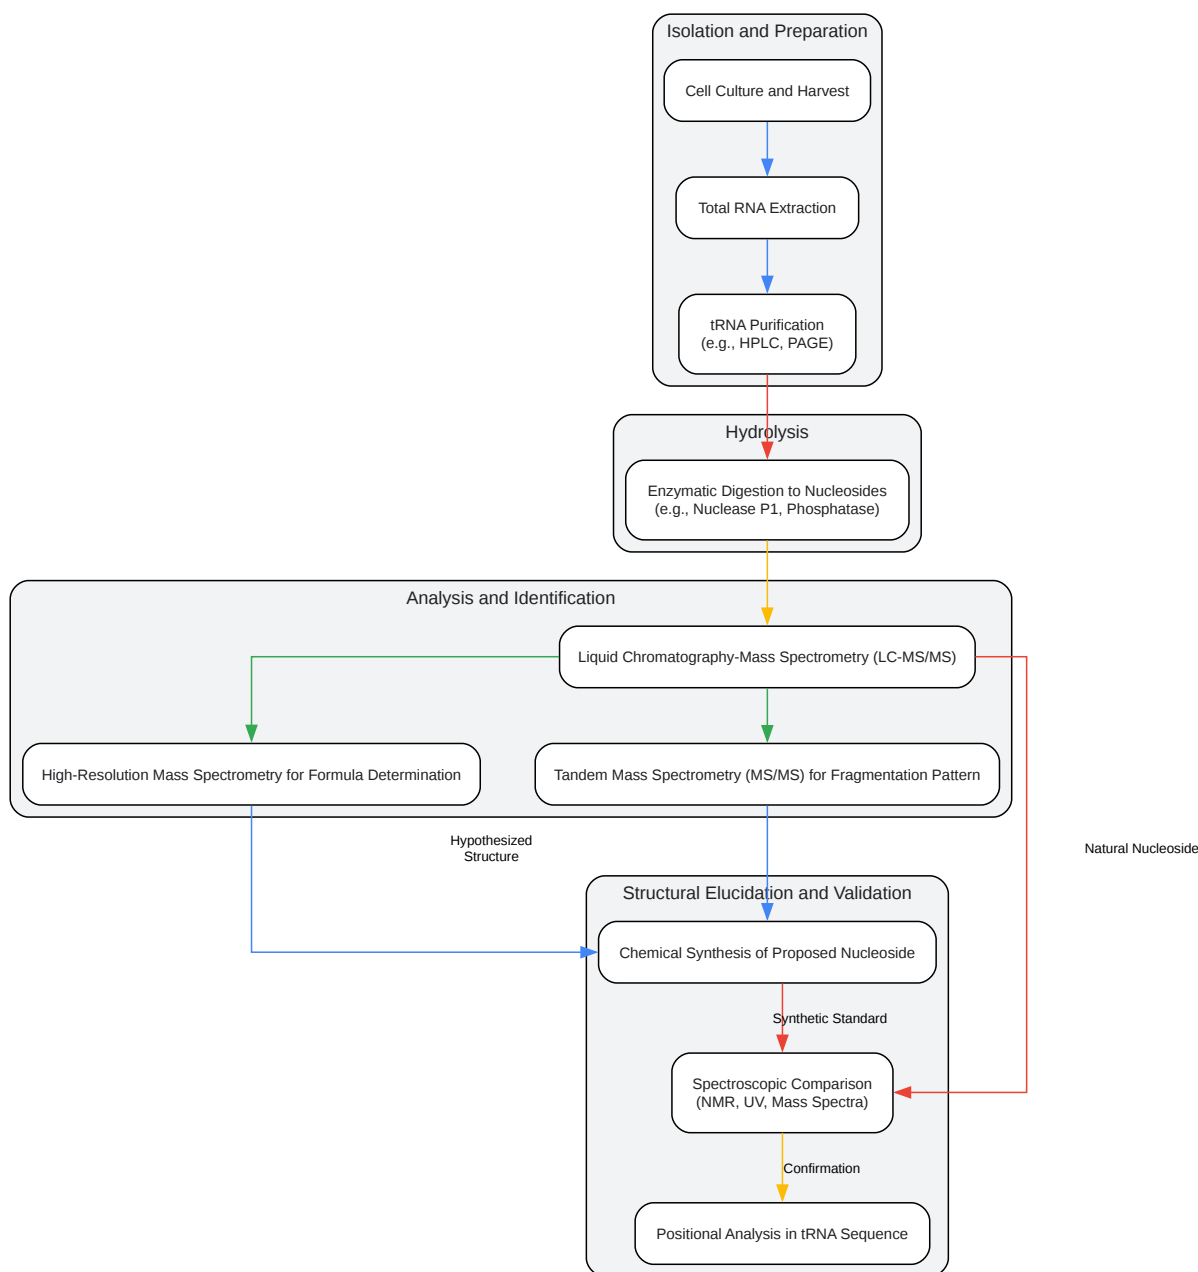 Isolation and Preparation
Cell Culture and Harvest
Total RNA Extraction
tRNA Purification
(e.g., HPLC, PAGE)
Hydrolysis
Enzymatic Digestion to Nucleosides
(e.g., Nuclease P1, Phosphatase)
Analysis and Identification
Liquid Chromatography-Mass Spectrometry (LC-MS/MS)
High-Resolution Mass Spectrometry for Formula Determination
Tandem Mass Spectrometry (MS/MS) for Fragmentation Pattern
Hypothesized
Structure
Natural Nucleoside
Structural Elucidation and Validation
Chemical Synthesis of Proposed Nucleoside
Synthetic Standard
Spectroscopic Comparison
(NMR, UV, Mass Spectra)
Confirmation
Positional Analysis in tRNA Sequence